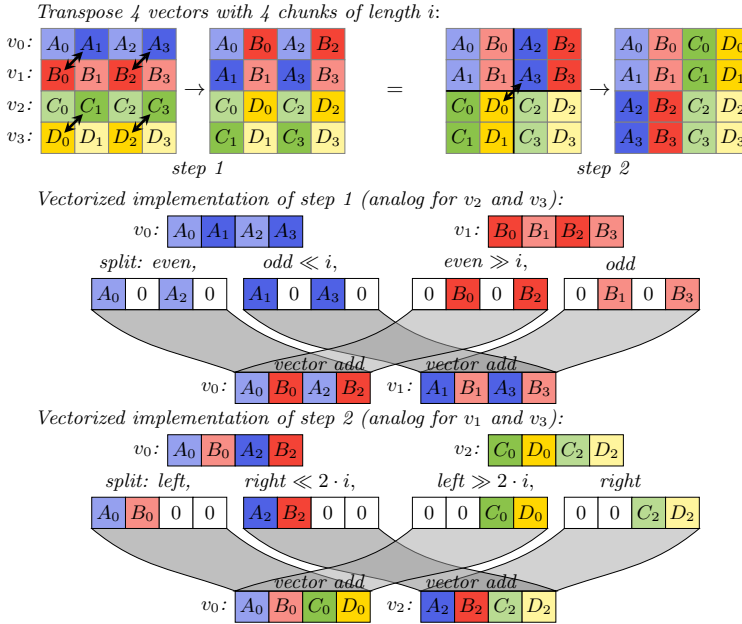 Transpose 4 vectors with 4 chunks of length i:
v₀: A₀ A₁ A₂ A₃ A₀ B₀ A₂ B₂ A₀ B₀ A₂ B₂ A₀ B₀ C₀ D₀
v₁: B₀ B₁ B₂ B₃ → A₁ B₁ A₃ B₃ = A₁ B₁ A₃ B₃ → A₁ B₁ C₁ D₁
v₂: C₀ C₁ C₂ C₃ C₀ D₀ C₂ D₂ C₀ D₀ C₂ D₂ A₂ B₂ C₂ D₂
v₃: D₀ D₁ D₂ D₃ C₁ D₁ C₃ D₃ C₁ D₁ C₃ D₃ A₃ B₃ C₃ D₃
step 1 step 2
Vectorized implementation of step 1 (analog for v₂ and v₃):
v₀: A₀ A₁ A₂ A₃ v₁: B₀ B₁ B₂ B₃
split: even, odd ≪ i, even ≫ i, odd
A₀ 0 A₂ 0 A₁ 0 A₃ 0 0 B₀ 0 B₂ 0 B₁ 0 B₃
vector add vector add
v₀: A₀ B₀ A₂ B₂ v₁: A₁ B₁ A₃ B₃
Vectorized implementation of step 2 (analog for v₁ and v₃):
v₀: A₀ B₀ A₂ B₂ v₂: C₀ D₀ C₂ D₂
split: left, right ≪ 2 · i, left ≫ 2 · i, right
A₀ B₀ 0 0 A₂ B₂ 0 0 0 0 C₀ D₀ 0 0 C₂ D₂
vector add vector add
v₀: A₀ B₀ C₀ D₀ v₂: A₂ B₂ C₂ D₂